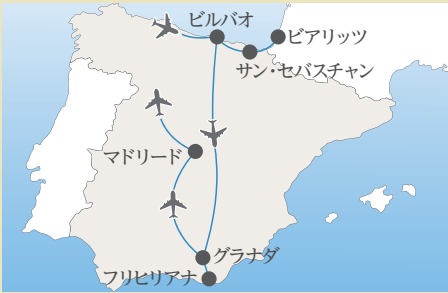 ビルバオ
ビアリッツ
サン・セバスチャン
マドリード
グラナダ
フリヒリアナ